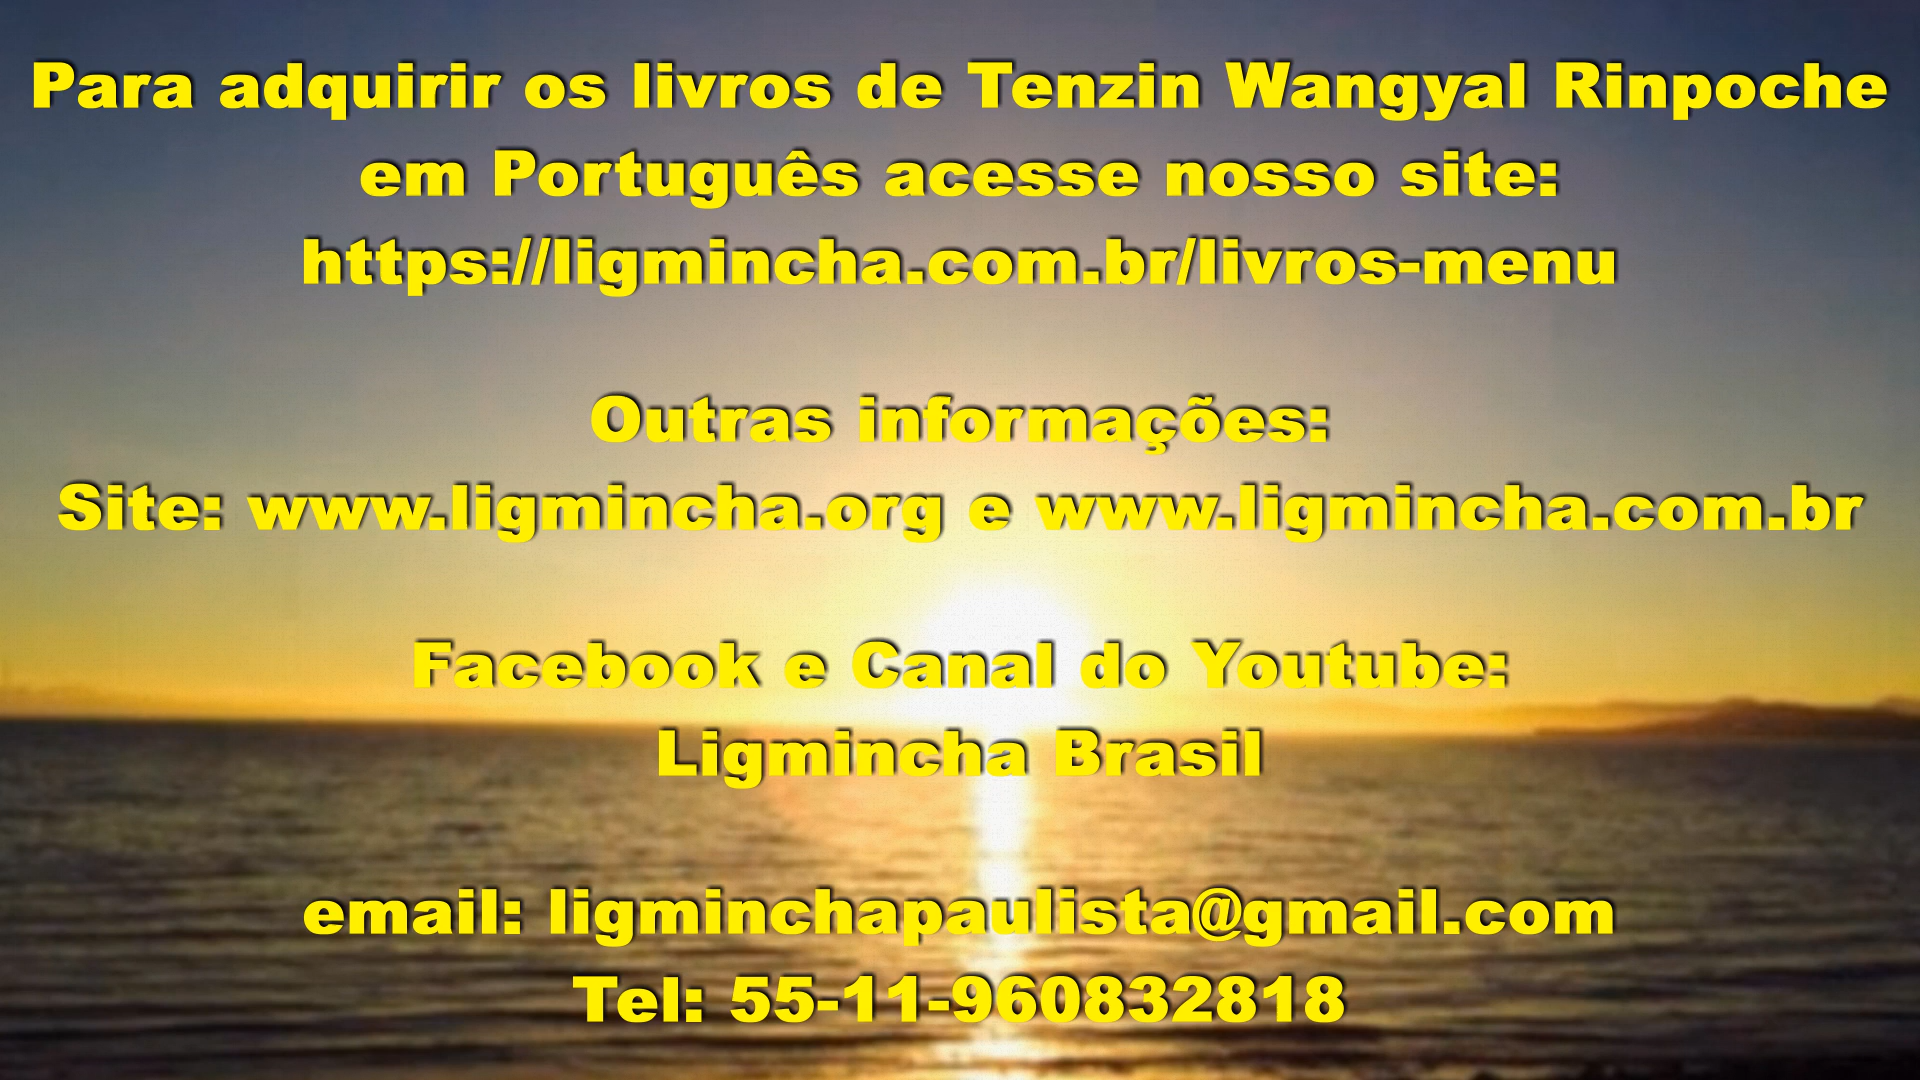 Para adquirir os livros de Tenzin Wangyal Rinpoche
em Português acesse nosso site:
https://ligmincha.com.br/livros-menu
Outras informações:
Site: www.ligmincha.org e www.ligmincha.com.br
Facebook e Canal do Youtube:
Ligmincha Brasil
email: ligminchapaulista@gmail.com
Tel: 55-11-960832818